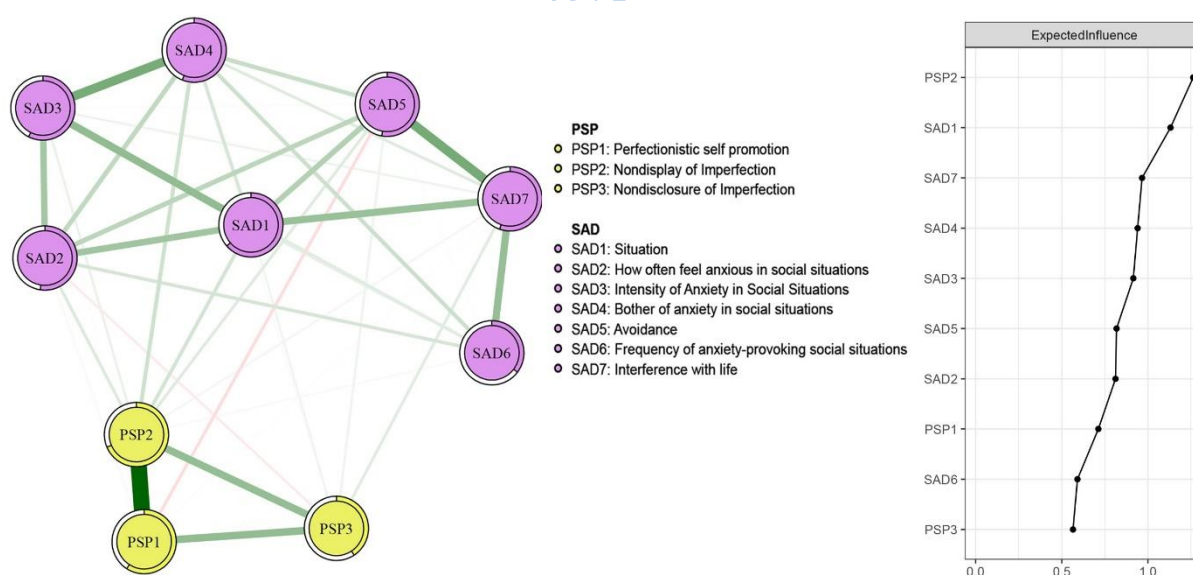 SAD4
SAD3
SAD5
SAD7
SAD1
SAD2
SAD6
PSP2
PSP3
PSP1
PSP
PSP1: Perfectionistic self promotion
PSP2: Nondisplay of Imperfection
PSP3: Nondisclosure of Imperfection
SAD
SAD1: Situation
SAD2: How often feel anxious in social situations
SAD3: Intensity of Anxiety in Social Situations
SAD4: Bother of anxiety in social situations
SAD5: Avoidance
SAD6: Frequency of anxiety-provoking social situations
SAD7: Interference with life
ExpectedInfluence
PSP2
SAD1
SAD7
SAD4
SAD3
SAD5
SAD2
PSP1
SAD6
PSP3
0.0 0.5 1.0